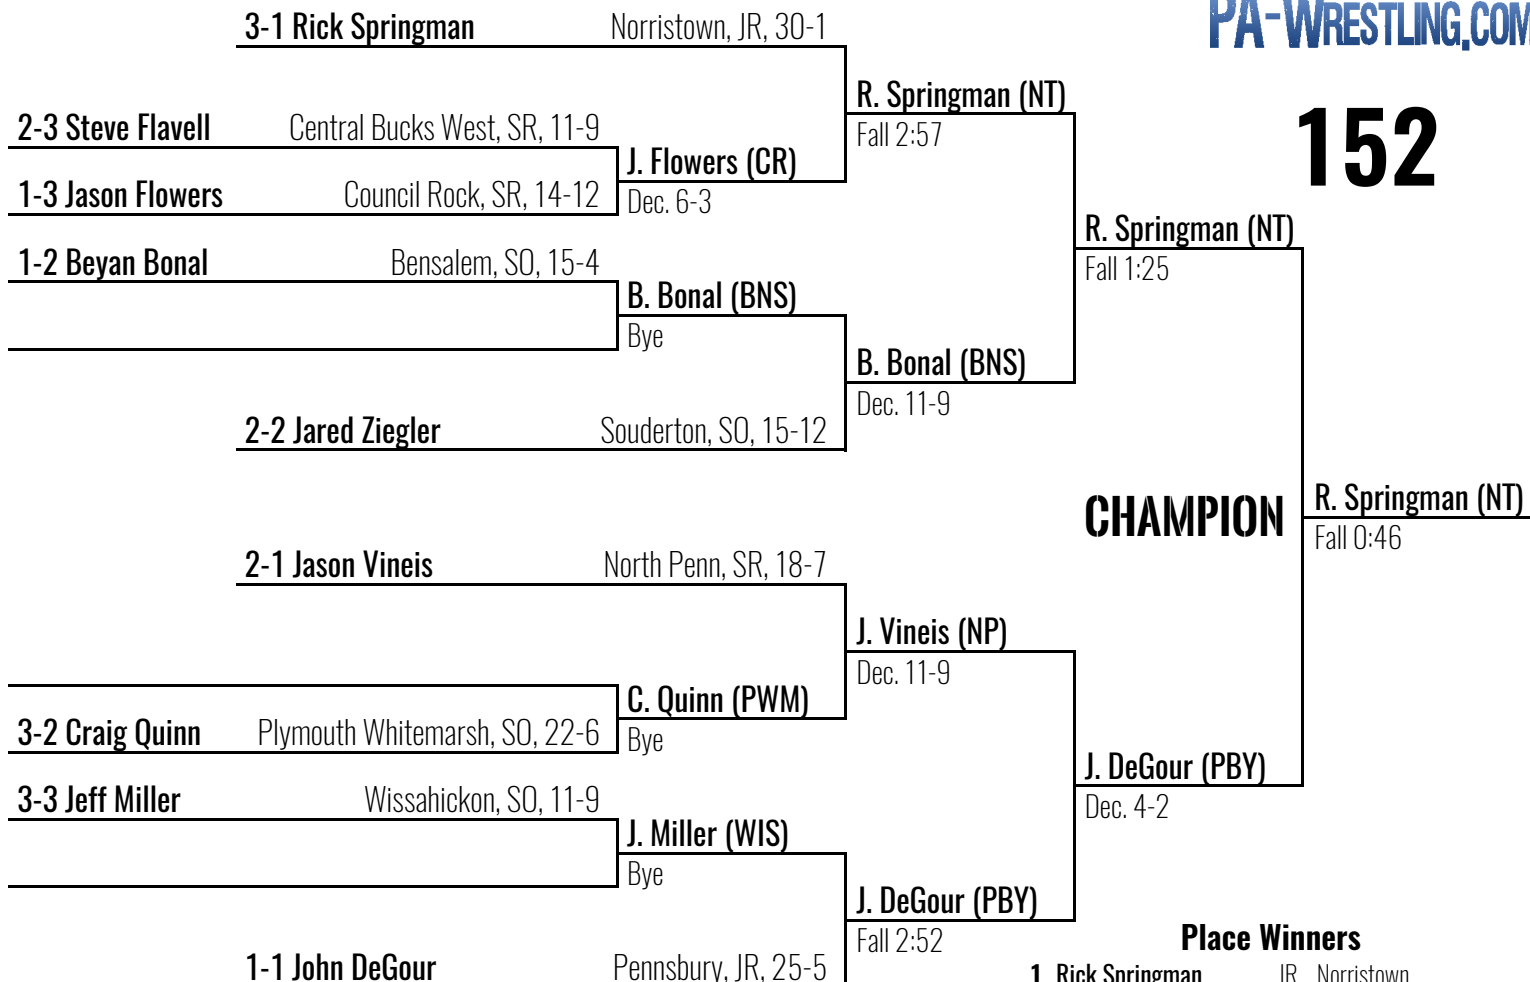 PA-WRESTLING.COM
152
3-1 Rick Springman Norristown, JR, 30-1
R. Springman (NT)
Fall 2:57
2-3 Steve Flavell Central Bucks West, SR, 11-9
J. Flowers (CR)
Dec. 6-3
1-3 Jason Flowers Council Rock, SR, 14-12
R. Springman (NT)
Fall 1:25
1-2 Beyan Bonal Bensalem, SO, 15-4
B. Bonal (BNS)
Bye
B. Bonal (BNS)
Dec. 11-9
2-2 Jared Ziegler Souderton, SO, 15-12
CHAMPION
R. Springman (NT)
Fall 0:46
2-1 Jason Vineis North Penn, SR, 18-7
J. Vineis (NP)
Dec. 11-9
C. Quinn (PWM)
Bye
3-2 Craig Quinn Plymouth Whitemarsh, SO, 22-6
J. DeGour (PBY)
Dec. 4-2
3-3 Jeff Miller Wissahickon, SO, 11-9
J. Miller (WIS)
Bye
J. DeGour (PBY)
Fall 2:52
1-1 John DeGour Pennsbury, JR, 25-5
Place Winners
1 Rick Springman JR Norristown